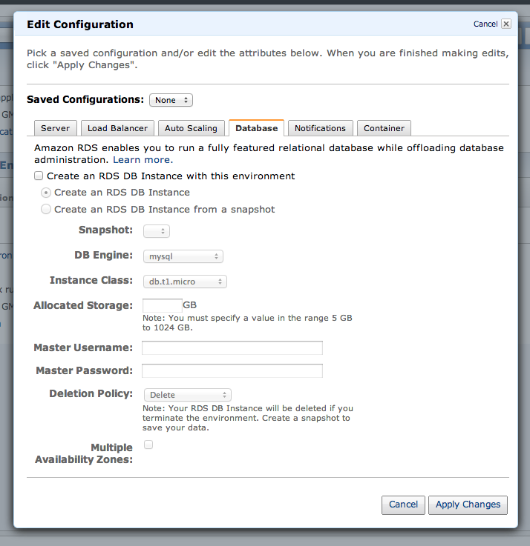 Edit Configuration
Cancel
Pick a saved configuration and/or edit the attributes below. When you are finished making edits,
click "Apply Changes".
Saved Configurations: None
Server Load Balancer Auto Scaling Database Notifications Container
Amazon RDS enables you to run a fully featured relational database while offloading database
administration. Learn more.
Create an RDS DB Instance with this environment
Create an RDS DB Instance
Create an RDS DB Instance from a snapshot
Snapshot:
DB Engine: mysql
Instance Class: db.t1.micro
Allocated Storage: GB
Note: You must specify a value in the range 5 GB
to 1024 GB.
Master Username:
Master Password:
Deletion Policy: Delete
Note: Your RDS DB Instance will be deleted if you
terminate the environment. Create a snapshot to
save your data.
Multiple
Availability Zones:
Cancel Apply Changes